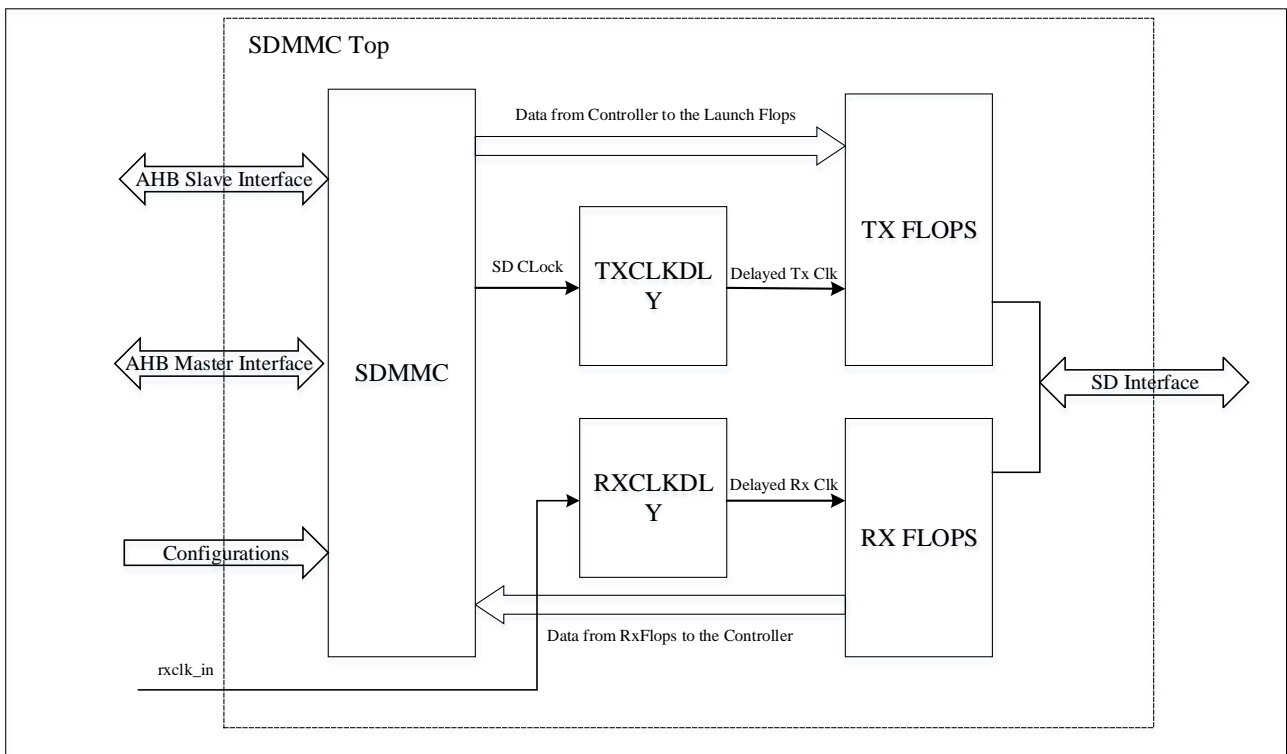 SDMMC Top
Data from Controller to the Launch Flops
AHB Slave Interface
TX FLOPS
SD CLock
TXCLKDL
Y
Delayed Tx Clk
AHB Master Interface
SDMMC
SD Interface
RXCLKDL
Y
Delayed Rx Clk
RX FLOPS
Configurations
Data from RxFlops to the Controller
rxclk_in